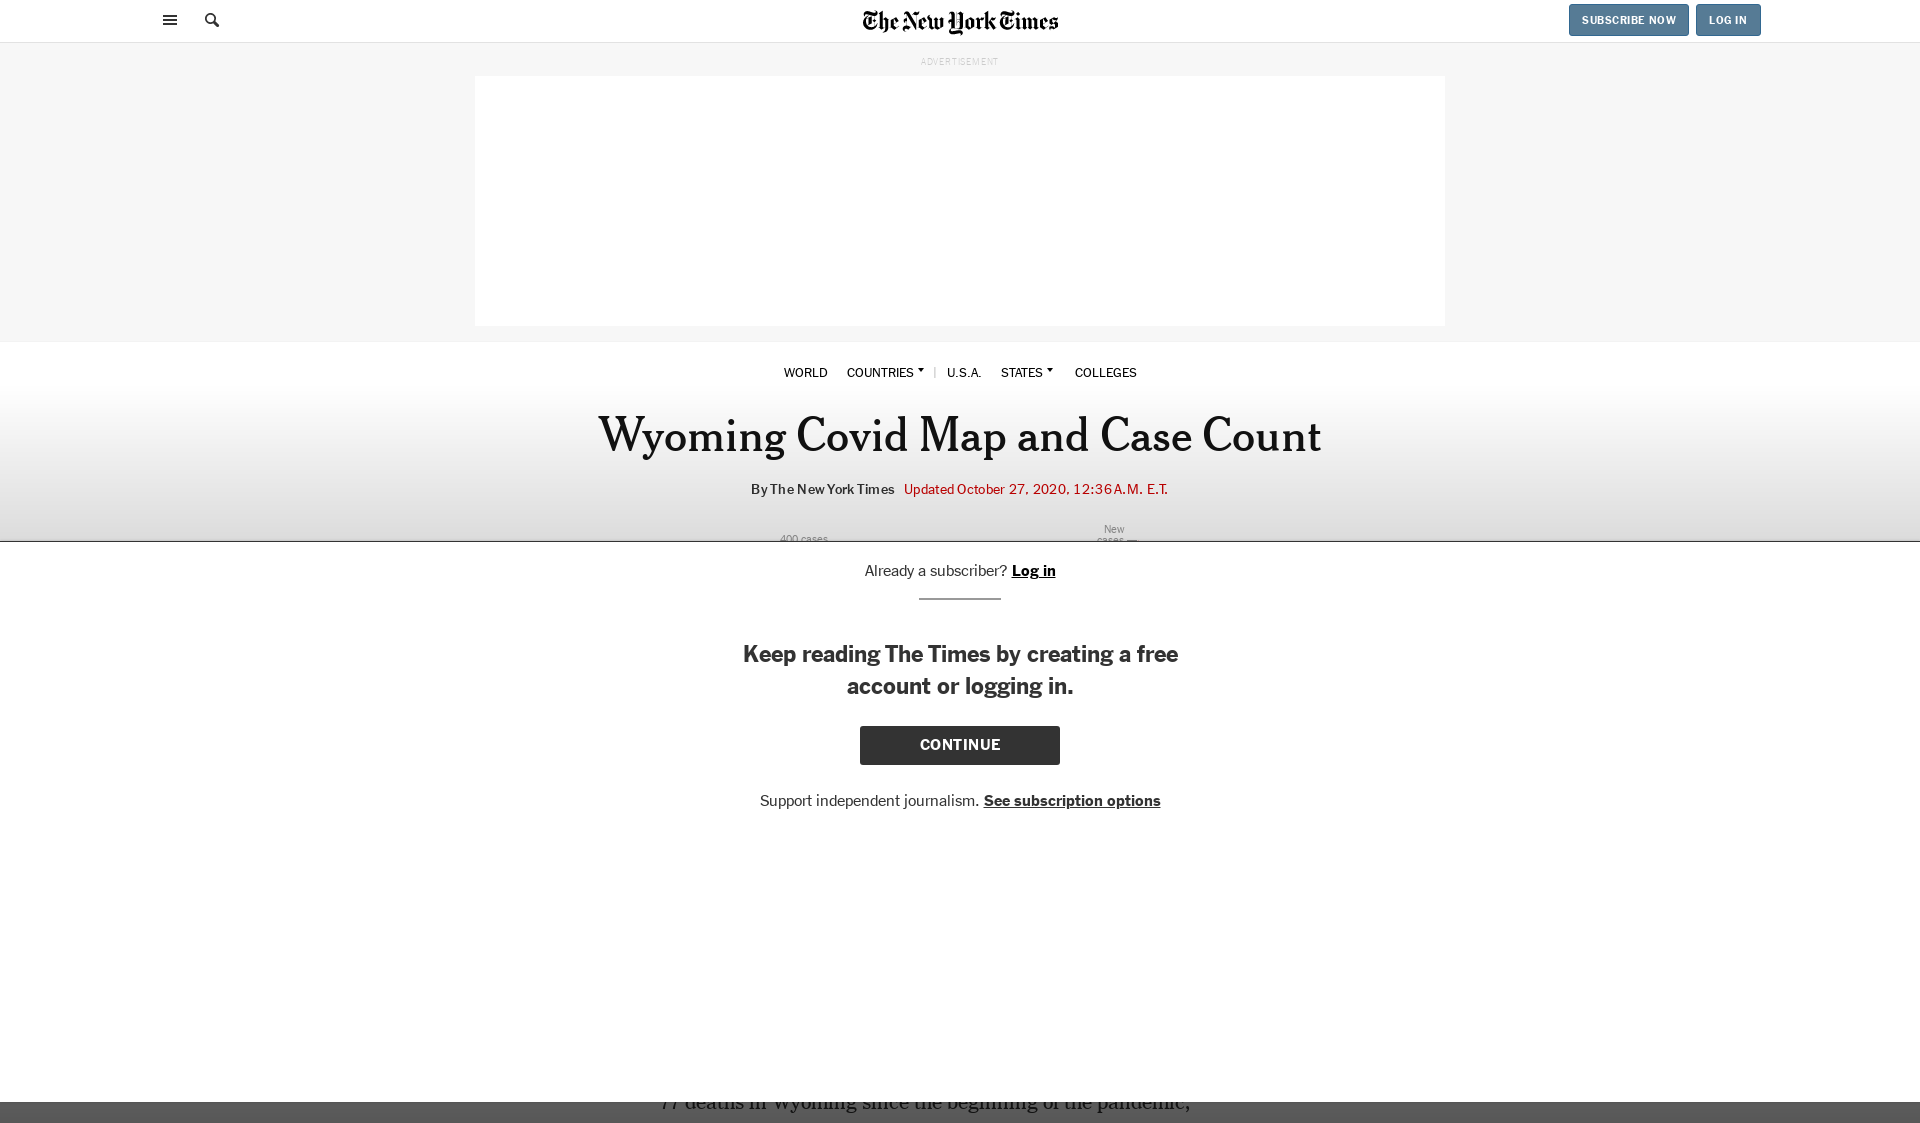 The New York Times
SUBSCRIBE NOW
LOG IN
ADVERTISEMENT
WORLD COUNTRIES U.S.A. STATES COLLEGES
Wyoming Covid Map and Case Count
By The New York Times Updated October 27, 2020, 12:36 A.M. E.T.
New
400 cases
cases —
Already a subscriber? Log in
Keep reading The Times by creating a free
account or logging in.
CONTINUE
Support independent journalism. See subscription options
77 deaths in Wyoming since the beginning of the pandemic,